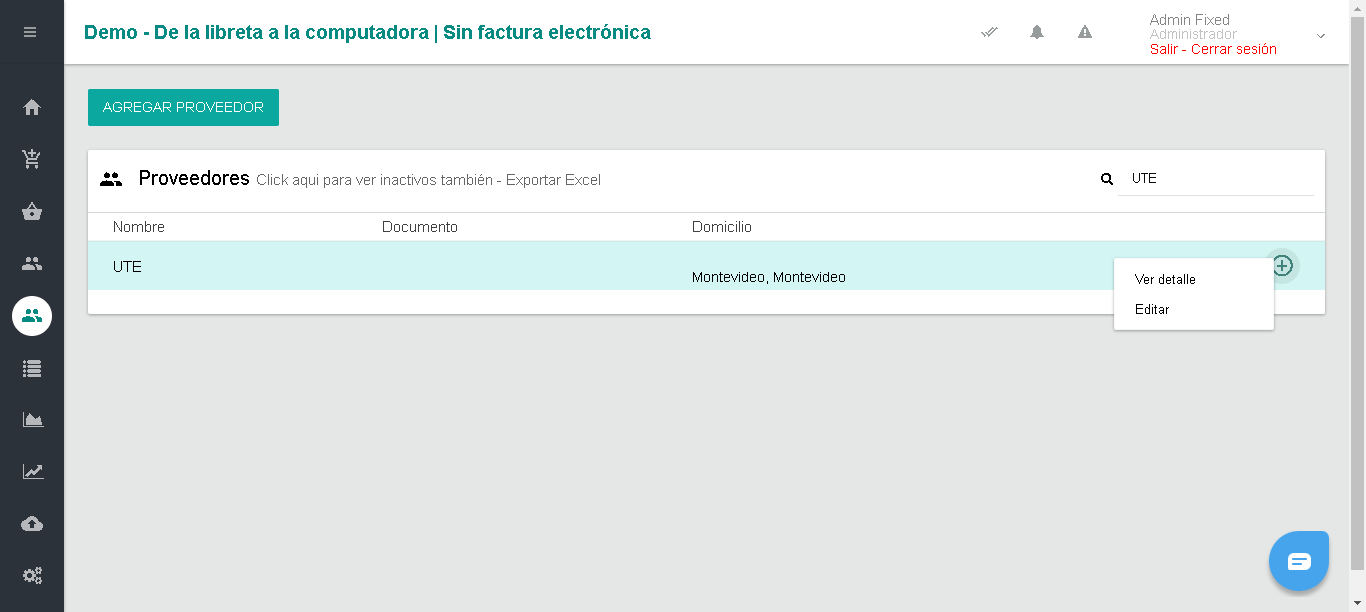 Demo - De la libreta a la computadora | Sin factura electrónica
Admin Fixed
Administrador
Salir - Cerrar sesión
AGREGAR PROVEEDOR
Proveedores Click aqui para ver inactivos también - Exportar Excel
UTE
Nombre Documento Domicilio
UTE
Montevideo, Montevideo
Ver detalle
Editar